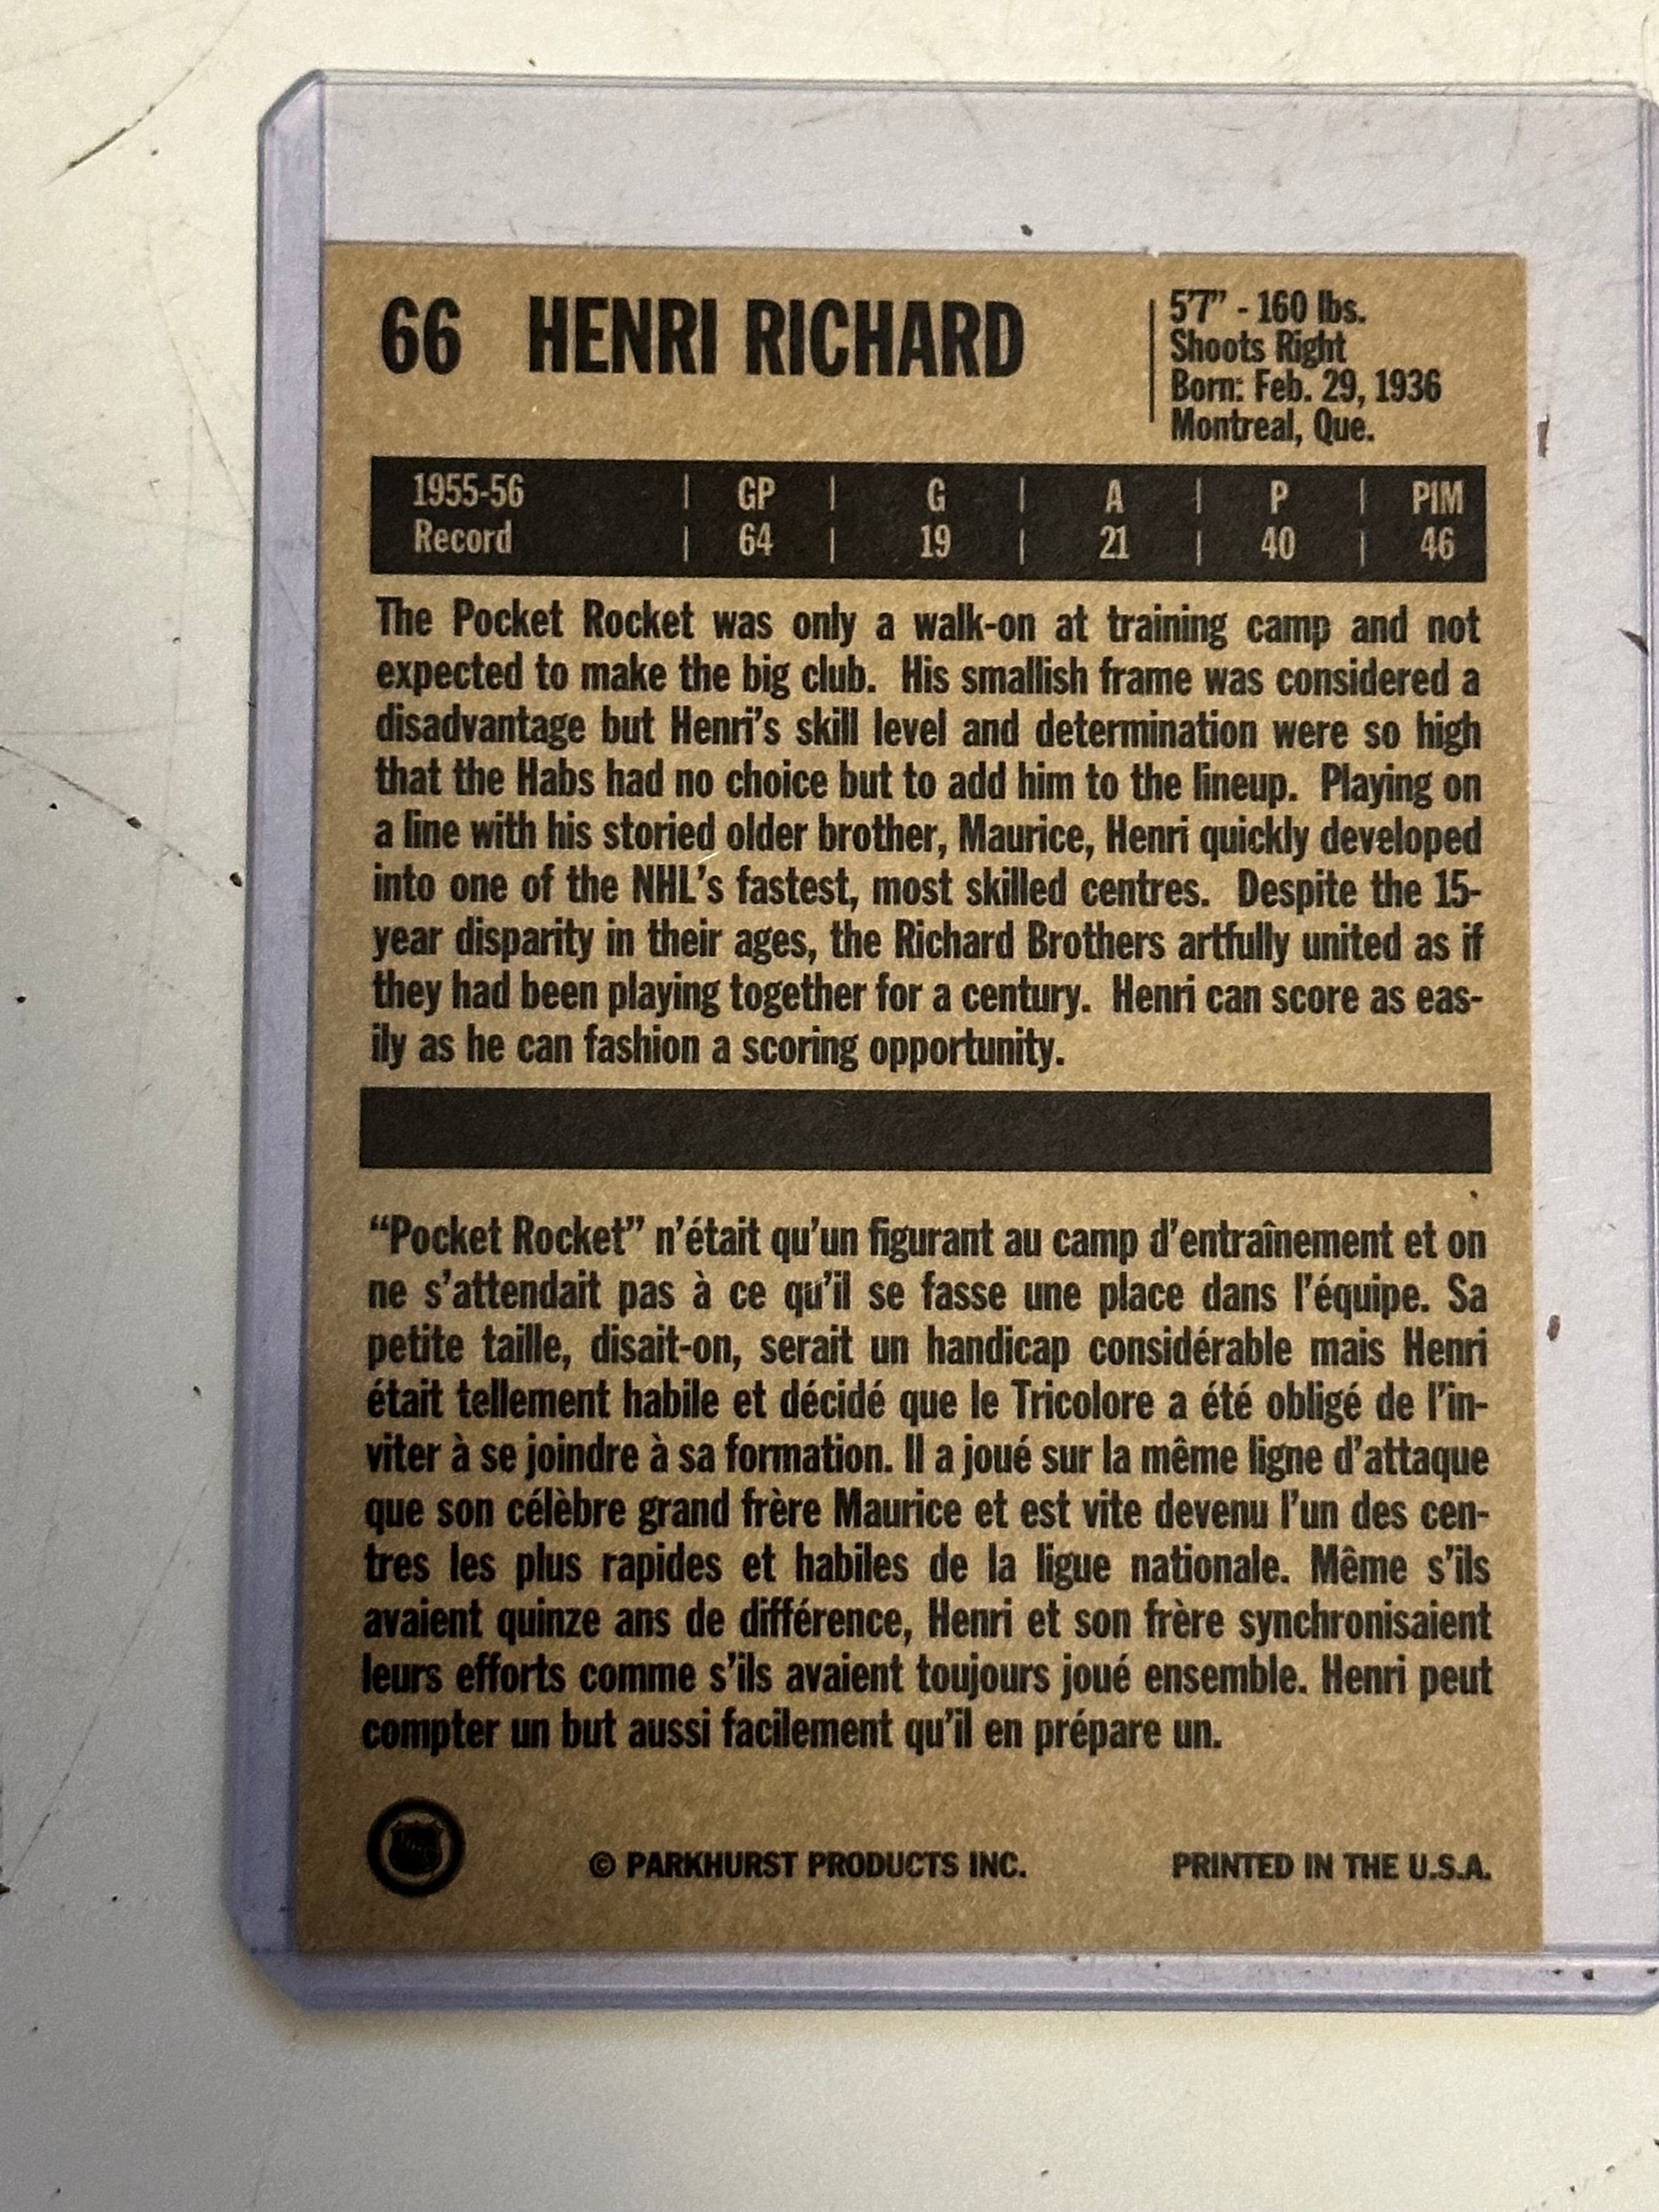 66 HENRI RICHARD
5'7" - 160 lbs.
Shoots Right
Born: Feb. 29, 1936
Montreal, Que.
1955-56 | GP | G | A | P | PIM
Record | 64 | 19 | 21 | 40 | 46
The Pocket Rocket was only a walk-on at training camp and not
expected to make the big club. His smallish frame was considered a
disadvantage but Henri's skill level and determination were so high
that the Habs had no choice but to add him to the lineup. Playing on
a line with his storied older brother, Maurice, Henri quickly developed
into one of the NHL's fastest, most skilled centres. Despite the 15-
year disparity in their ages, the Richard Brothers artfully united as if
they had been playing together for a century. Henri can score as eas-
ily as he can fashion a scoring opportunity.
“Pocket Rocket” n'était qu'un figurant au camp d'entraînement et on
ne s'attendait pas à ce qu'il se fasse une place dans l'équipe. Sa
petite taille, disait-on, serait un handicap considérable mais Henri
était tellement habile et décidé que le Tricolore a été obligé de l'in-
viter à se joindre à sa formation. Il a joué sur la même ligne d'attaque
que son célèbre grand frère Maurice et est vite devenu l'un des cen-
tres les plus rapides et habiles de la ligue nationale. Même s'ils
avaient quinze ans de différence, Henri et son frère synchronisaient
leurs efforts comme s'ils avaient toujours joué ensemble. Henri peut
compter un but aussi facilement qu'il en prépare un.
© PARKHURST PRODUCTS INC. PRINTED IN THE U.S.A.